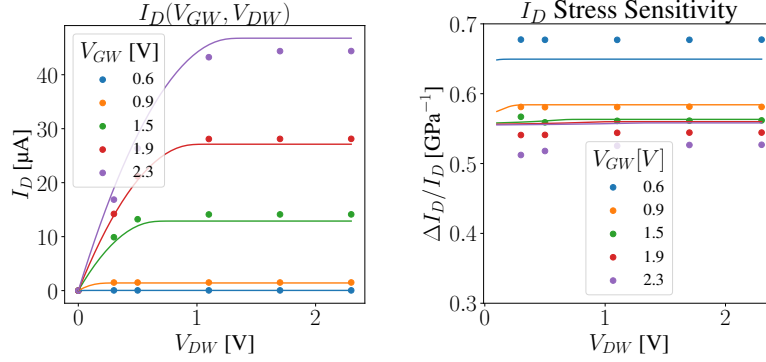 I_D(V_GW, V_DW)
I_D [µA]
40
30
20
10
0
V_GW [V]
0.6
0.9
1.5
1.9
2.3
0 1 2
V_DW [V]
I_D Stress Sensitivity
ΔI_D/I_D [GPa⁻¹]
0.7
0.6
0.5
0.4
0.3
V_GW[V]
0.6
0.9
1.5
1.9
2.3
0 1 2
V_DW [V]